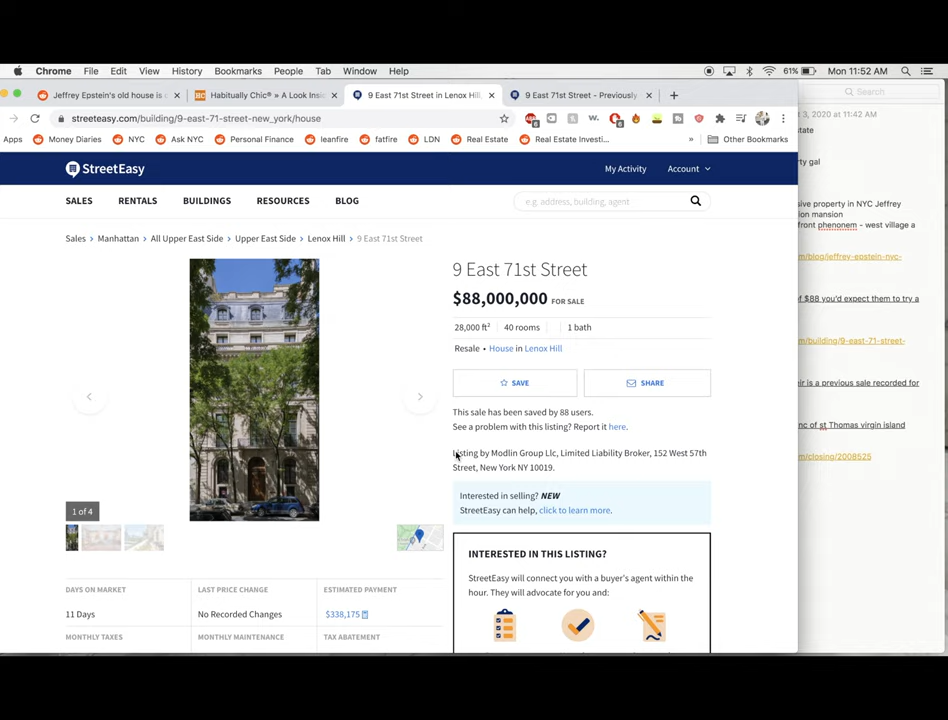 Chrome File Edit View History Bookmarks People Tab Window Help 61% Mon 11:52 AM
Jeffrey Epstein's old house is Habitually Chic® » A Look Insi 9 East 71st Street in Lenox Hill, 9 East 71st Street - Previously
streeteasy.com/building/9-east-71-street-new_york/house
Apps Money Diaries NYC Ask NYC Personal Finance leanfire fatfire LDN Real Estate Real Estate Investi... » Other Bookmarks
StreetEasy My Activity Account
SALES RENTALS BUILDINGS RESOURCES BLOG e.g. address, building, agent
Sales > Manhattan > All Upper East Side > Upper East Side > Lenox Hill > 9 East 71st Street
9 East 71st Street
$88,000,000 FOR SALE
28,000 ft² 40 rooms 1 bath
Resale • House in Lenox Hill
SAVE SHARE
This sale has been saved by 88 users.
See a problem with this listing? Report it here.
Listing by Modlin Group Llc, Limited Liability Broker, 152 West 57th
Street, New York NY 10019.
Interested in selling? NEW
StreetEasy can help, click to learn more.
1 of 4
INTERESTED IN THIS LISTING?
StreetEasy will connect you with a buyer's agent within the
hour. They will advocate for you and:
DAYS ON MARKET LAST PRICE CHANGE ESTIMATED PAYMENT
11 Days No Recorded Changes $338,175
MONTHLY TAXES MONTHLY MAINTENANCE TAX ABATEMENT
Search
3, 2020 at 11:42 AM
state
rty gal
sive property in NYC Jeffrey
ion mansion
front phenonem - west village a
m/blog/jeffrey-epstein-nyc-
of $88 you'd expect them to try a
m/building/9-east-71-street-
eir is a previous sale recorded for
nc of st Thomas virgin island
m/closing/2008525